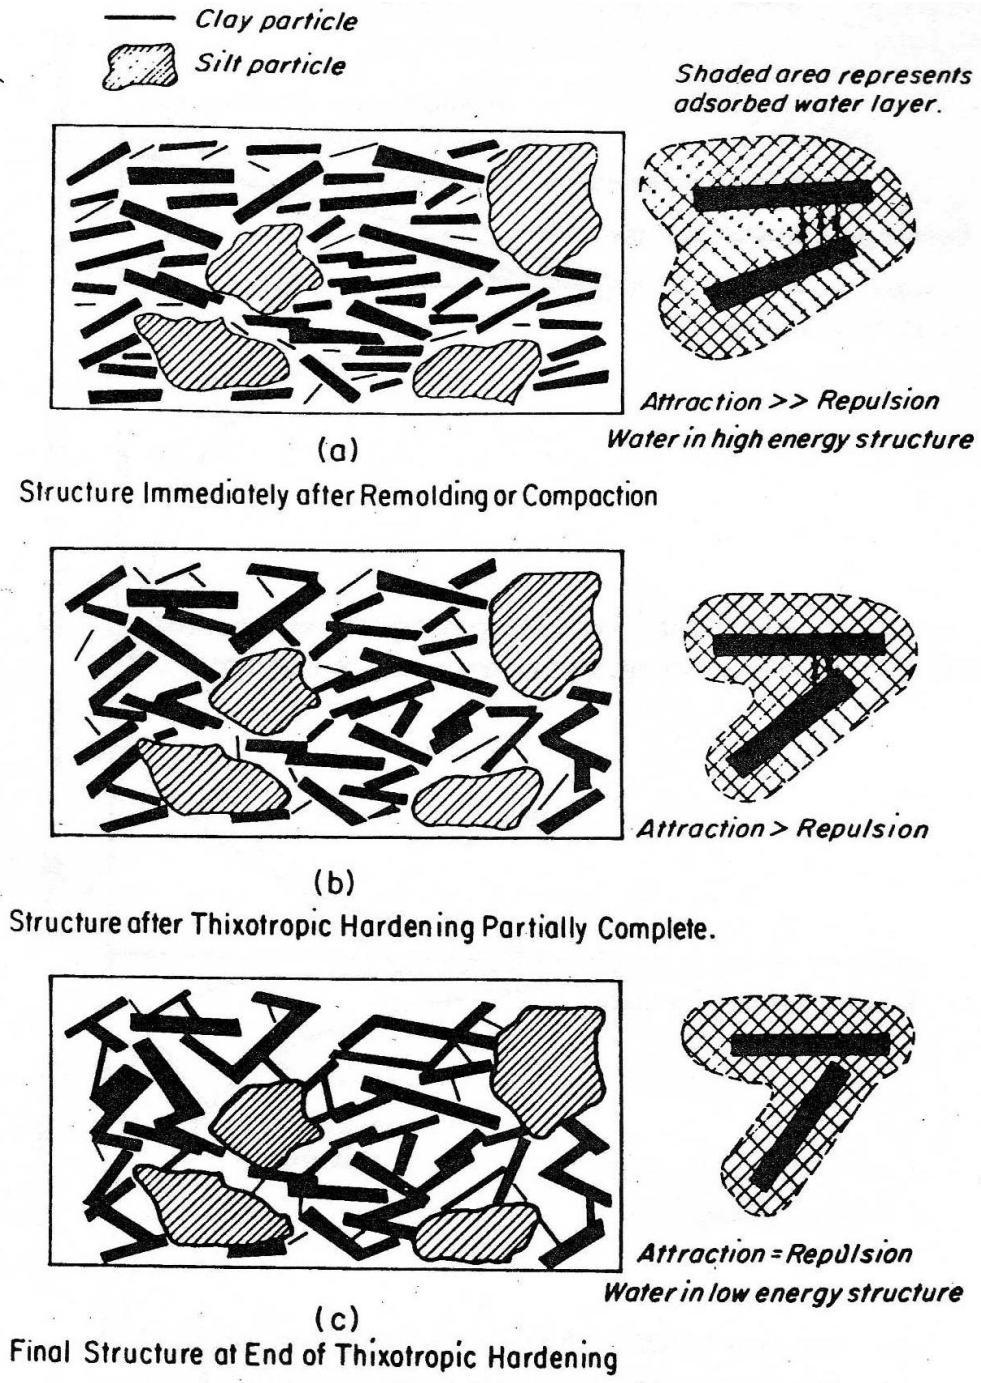 Clay particle
Silt particle
Shaded area represents
adsorbed water layer.
Attraction >> Repulsion
Water in high energy structure
(a)
Structure Immediately after Remolding or Compaction
Attraction > Repulsion
(b)
Structure after Thixotropic Hardening Partially Complete.
Attraction = Repulsion
Water in low energy structure
(c)
Final Structure at End of Thixotropic Hardening